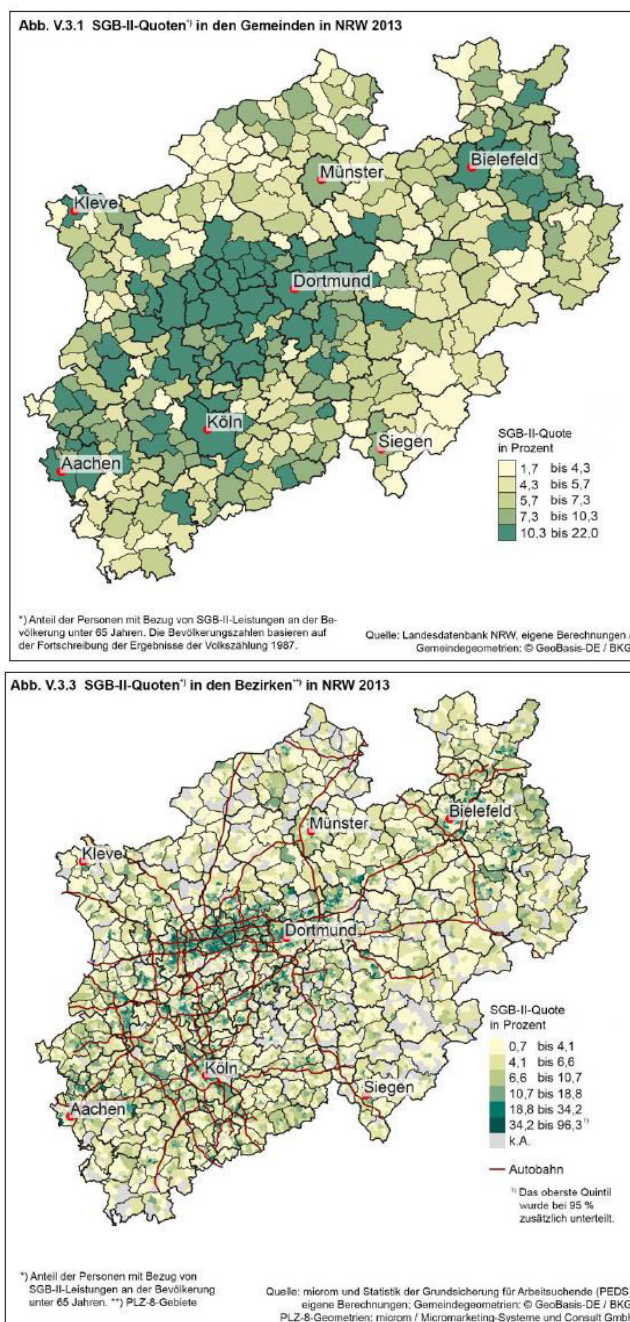 Abb. V.3.1 SGB-II-Quoten*) in den Gemeinden in NRW 2013
Münster
Bielefeld
Kleve
Dortmund
Köln
Siegen
Aachen
SGB-II-Quote
in Prozent
1,7 bis 4,3
4,3 bis 5,7
5,7 bis 7,3
7,3 bis 10,3
10,3 bis 22,0
*) Anteil der Personen mit Bezug von SGB-II-Leistungen an der Be-
völkerung unter 65 Jahren. Die Bevölkerungszahlen basieren auf
der Fortschreibung der Ergebnisse der Volkszählung 1987.
Quelle: Landesdatenbank NRW, eigene Berechnungen
Gemeindegeometrien: © GeoBasis-DE / BKG
Abb. V.3.3 SGB-II-Quoten*) in den Bezirken**) in NRW 2013
Bielefeld
Münster
Kleve
Dortmund
Köln
Siegen
Aachen
SGB-II-Quote
in Prozent
0,7 bis 4,1
4,1 bis 6,6
6,6 bis 10,7
10,7 bis 18,8
18,8 bis 34,2
34,2 bis 96,3¹)
k.A.
Autobahn
¹) Das oberste Quintil
wurde bei 95 %
zusätzlich unterteilt.
*) Anteil der Personen mit Bezug von
SGB-II-Leistungen an der Bevölkerung
unter 65 Jahren. **) PLZ-8-Gebiete
Quelle: microm und Statistik der Grundsicherung für Arbeitsuchende (PEDS)
eigene Berechnungen; Gemeindegeometrien: © GeoBasis-DE / BKG
PLZ-8-Geometrien: microm / Micromarketing-Systeme und Consult GmbH